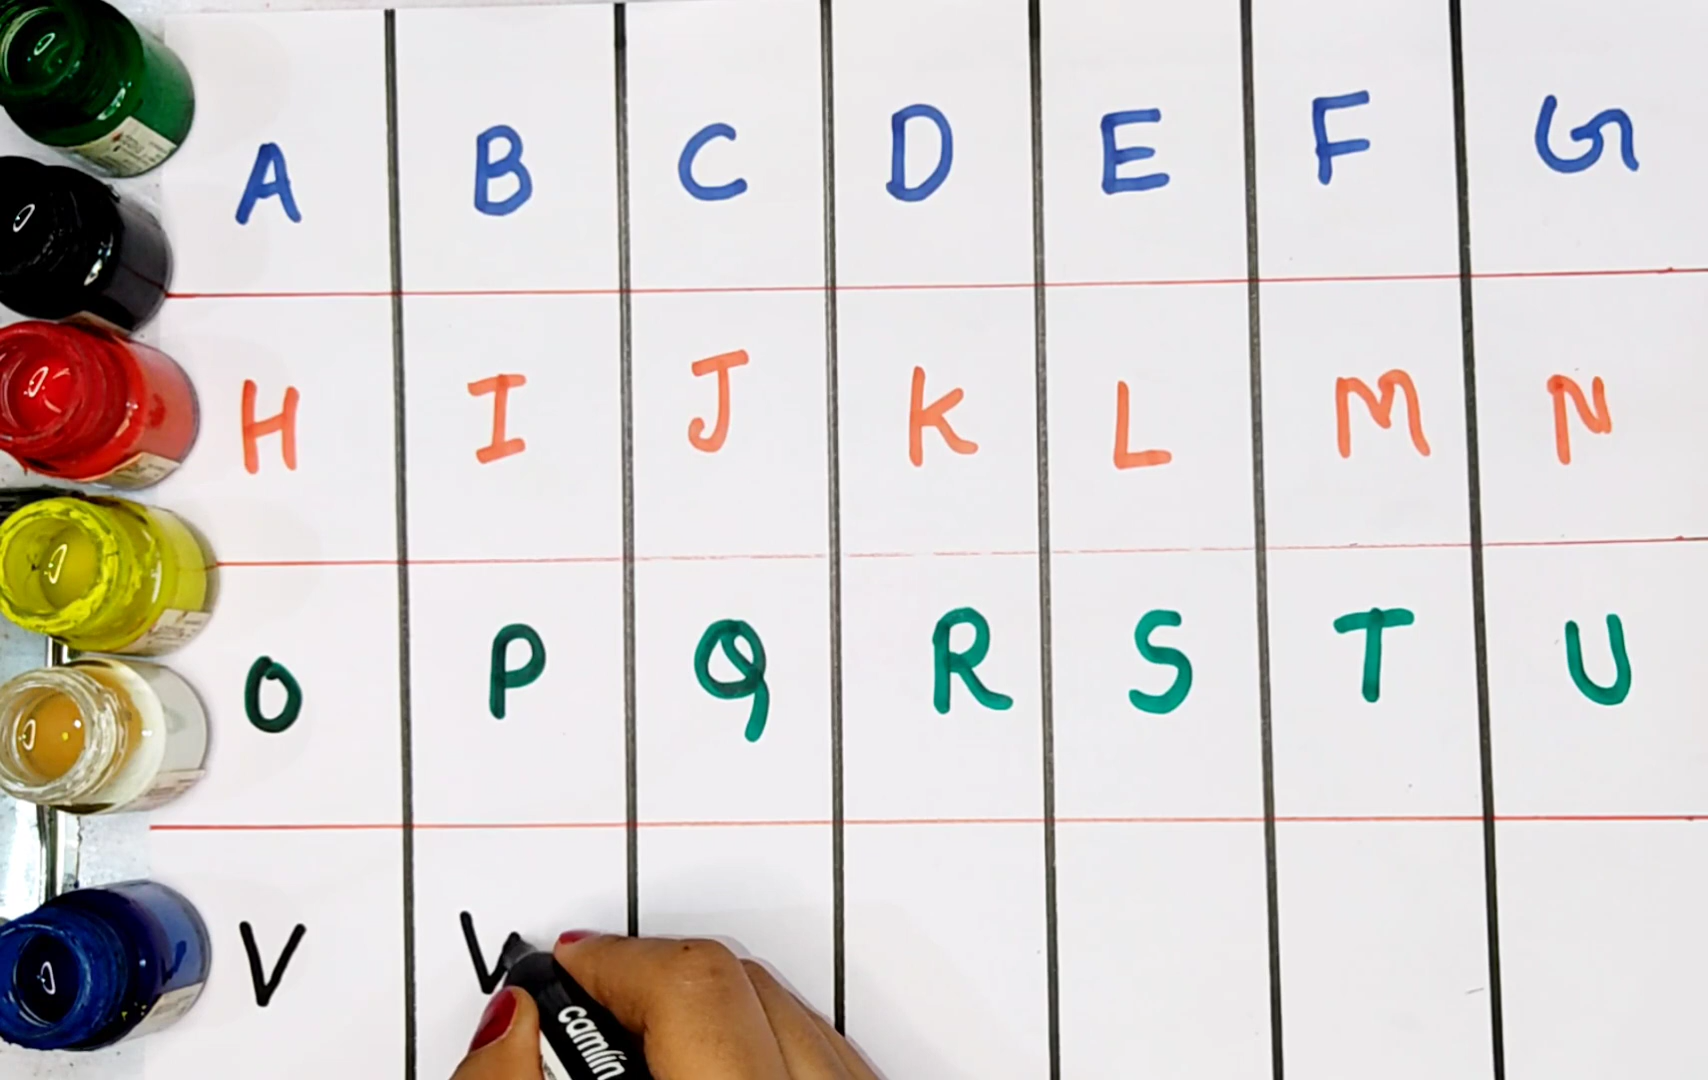 A B C D E F G
H I J K L M N
O P Q R S T U
V
camlin